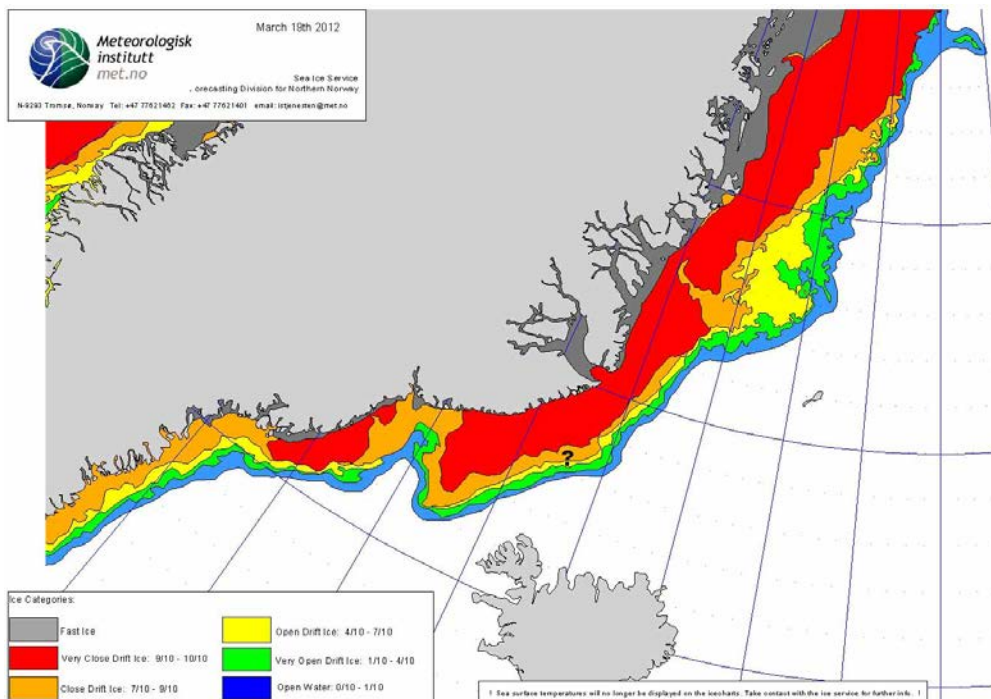 March 19th 2012
Meteorologisk
institutt
met.no
Sea Ice Service
.orecasting Division for Northern Norway
N-9293 Tromsø, Norway Tel: +47 77621462 Fax: +47 77621401 email: istjenesten@met.no
?
Ice Categories:
Fast Ice
Very Close Drift Ice: 9/10 - 10/10
Close Drift Ice: 7/10 - 9/10
Open Drift Ice: 4/10 - 7/10
Very Open Drift Ice: 1/10 - 4/10
Open Water: 0/10 - 1/10
! Sea surface temperatures will no longer be displayed on the icecharts. Take contact with the ice service for further info. !